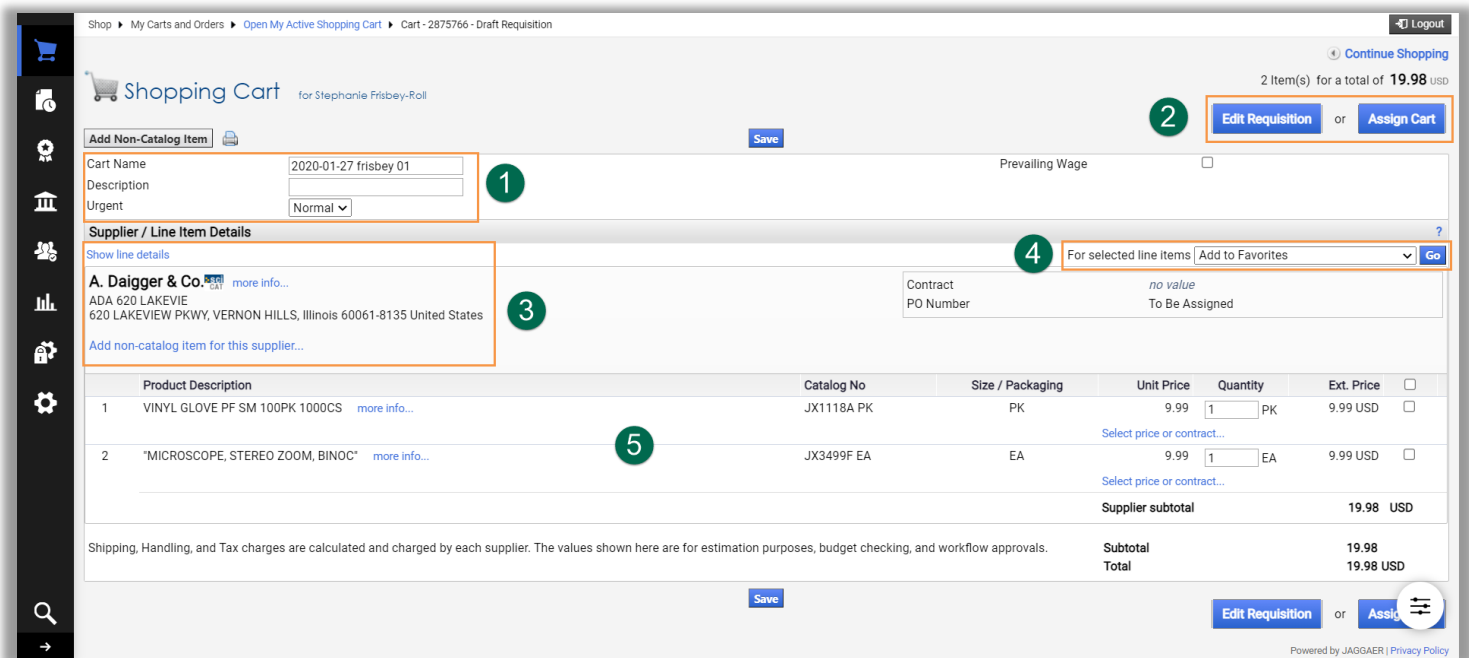 Shop ▶ My Carts and Orders ▶ Open My Active Shopping Cart ▶ Cart - 2875766 - Draft Requisition
Logout
Continue Shopping
Shopping Cart for Stephanie Frisbey-Roll
2 Item(s) for a total of 19.98 USD
2
Edit Requisition or Assign Cart
Add Non-Catalog Item
Save
Cart Name 2020-01-27 frisbey 01
Prevailing Wage
Description
1
Urgent Normal
Supplier / Line Item Details ?
Show line details
4
For selected line items Add to Favorites Go
A. Daigger & Co. sci CAT more info...
Contract no value
ADA 620 LAKEVIE
PO Number To Be Assigned
620 LAKEVIEW PKWY, VERNON HILLS, Illinois 60061-8135 United States
3
Add non-catalog item for this supplier...
Product Description Catalog No Size / Packaging Unit Price Quantity Ext. Price
1 VINYL GLOVE PF SM 100PK 1000CS more info... JX1118A PK PK 9.99 1 PK 9.99 USD
Select price or contract...
5
2 "MICROSCOPE, STEREO ZOOM, BINOC" more info... JX3499F EA EA 9.99 1 EA 9.99 USD
Select price or contract...
Supplier subtotal 19.98 USD
Shipping, Handling, and Tax charges are calculated and charged by each supplier. The values shown here are for estimation purposes, budget checking, and workflow approvals.
Subtotal 19.98
Total 19.98 USD
Save
Edit Requisition or
Powered by JAGGAER | Privacy Policy